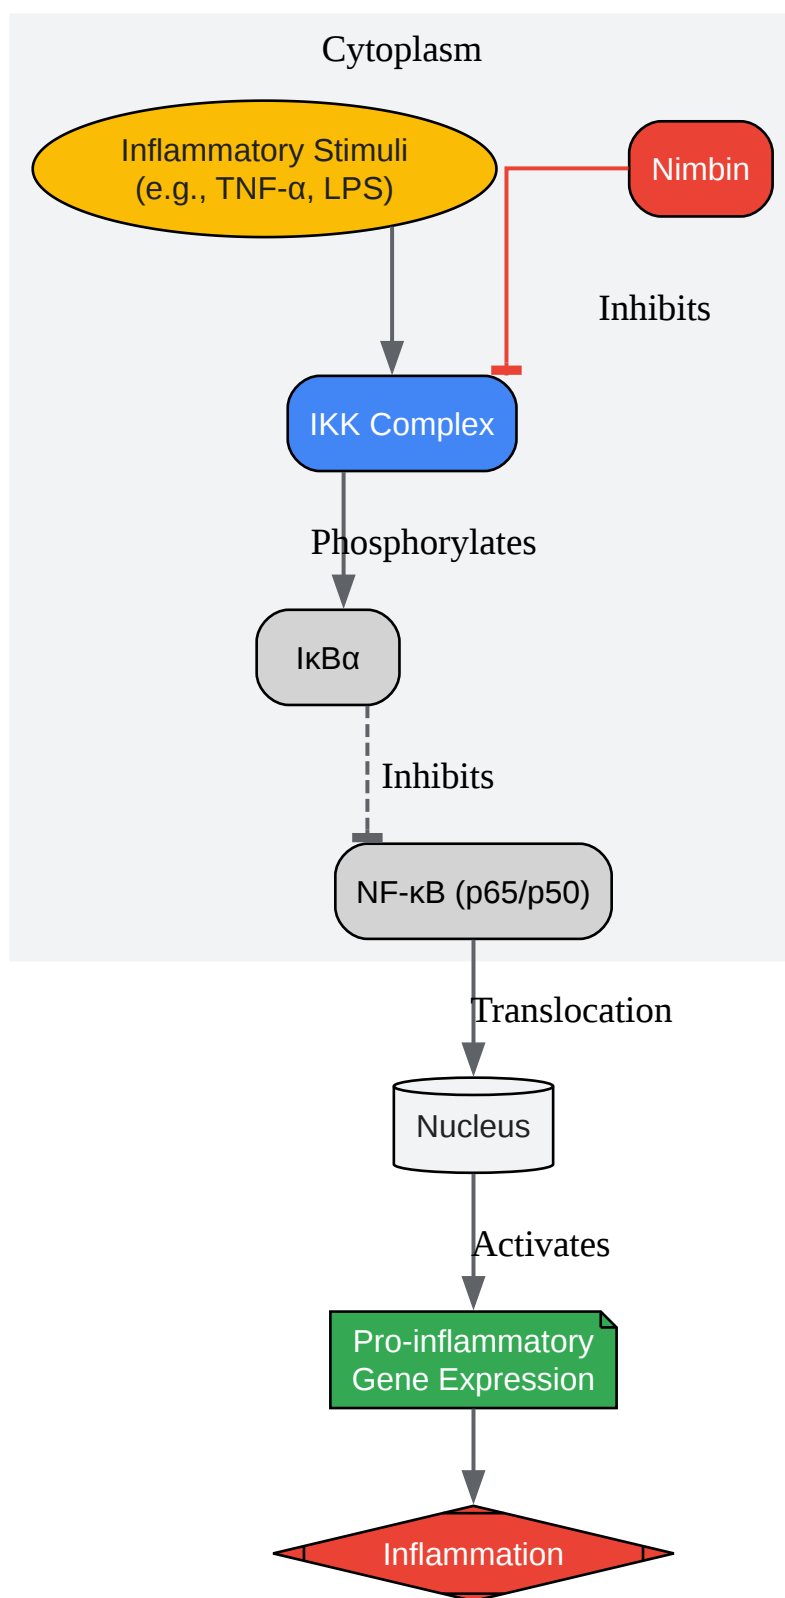 Cytoplasm
Inflammatory Stimuli
(e.g., TNF-α, LPS)
Nimbin
Inhibits
IKK Complex
Phosphorylates
IκBα
Inhibits
NF-κB (p65/p50)
Translocation
Nucleus
Activates
Pro-inflammatory
Gene Expression
Inflammation